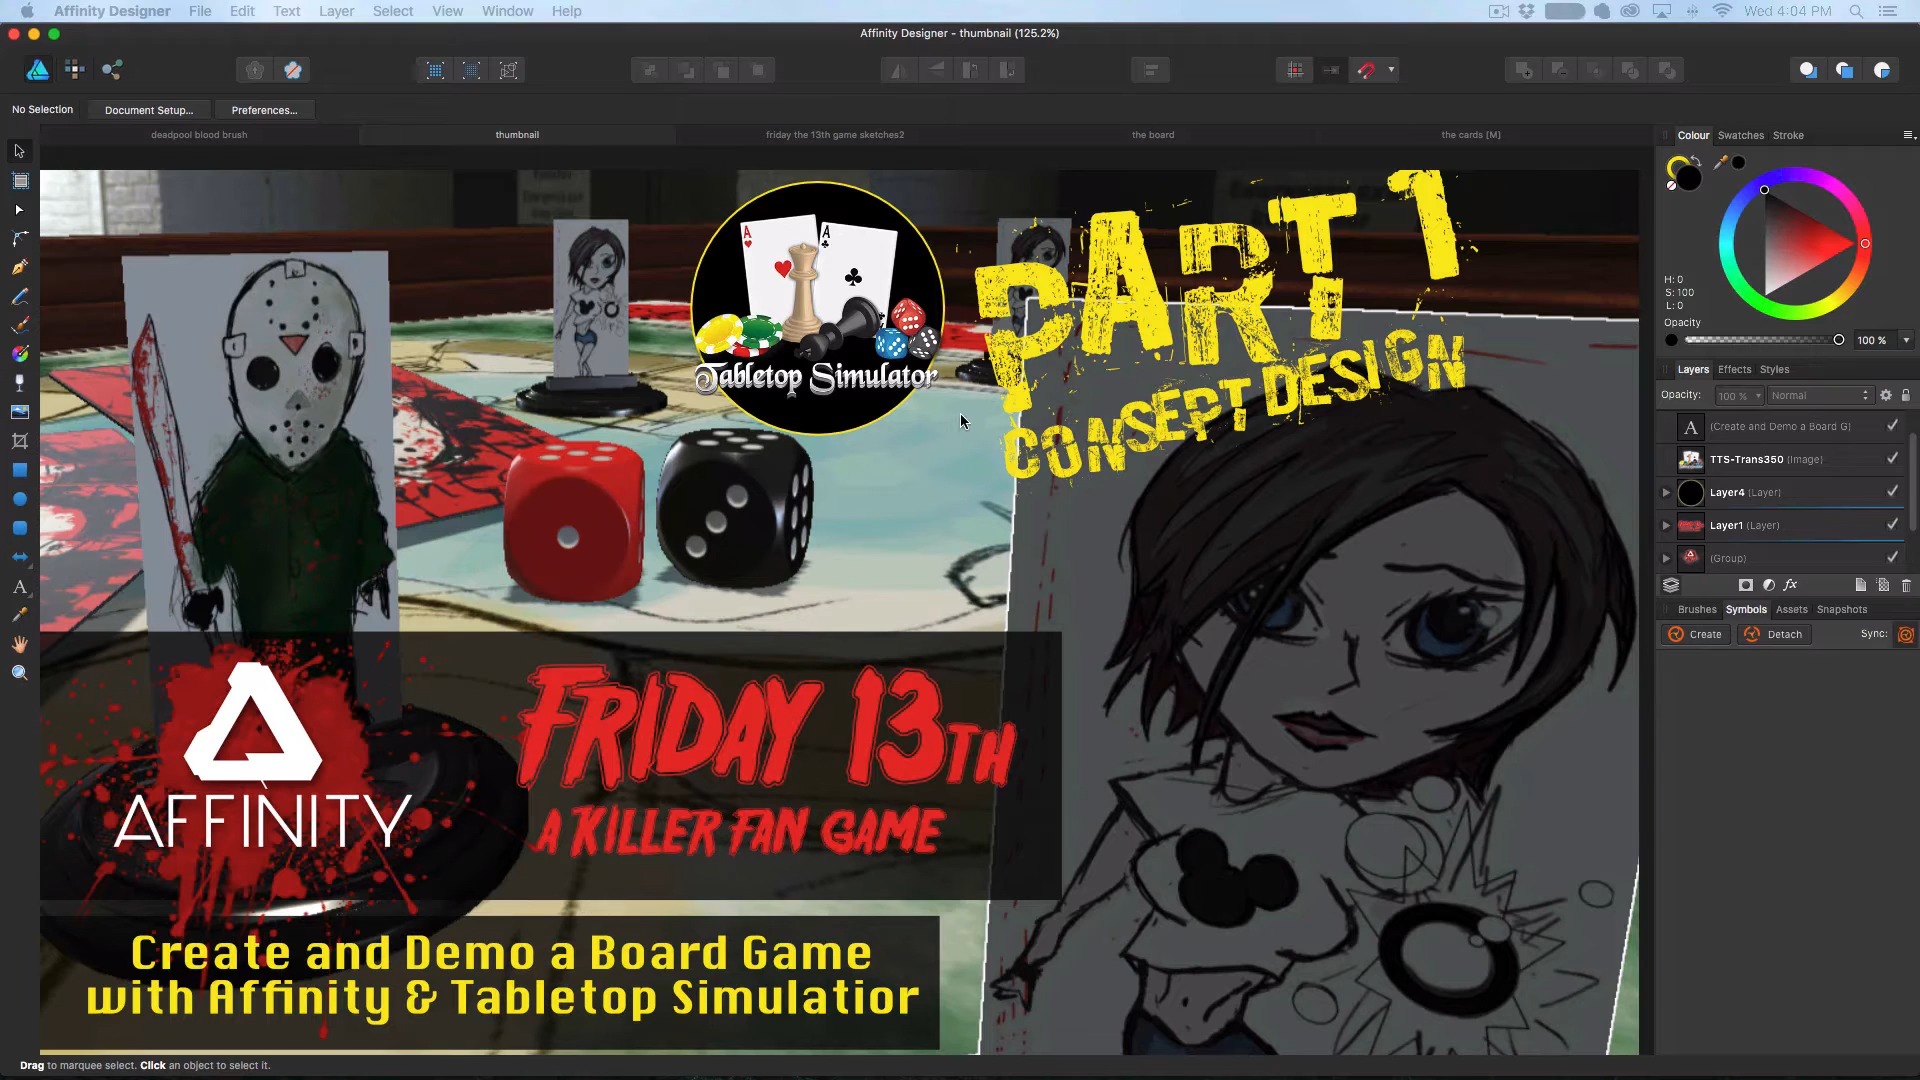 Affinity Designer File Edit Text Layer Select View Window Help
Wed 4:04 PM
Affinity Designer - thumbnail (125.2%)
No Selection Document Setup... Preferences...
deadpool blood brush thumbnail friday the 13th game sketches2 the board the cards [M]
Colour Swatches Stroke
H: 0
S: 100
L: 0
Opacity
100 %
Layers Effects Styles
Opacity: 100 % Normal
A (Create and Demo a Board G)
TTS-Trans350 (Image)
Layer4 (Layer)
Layer1 (Layer)
(Group)
fx
Brushes Symbols Assets Snapshots
Create Detach Sync:
A
A
A
Tabletop Simulator
PART 1
CONSEPT DESIGN
FRIDAY 13TH
A KILLER FAN GAME
AFFINITY
Create and Demo a Board Game
with Affinity & Tabletop Simulatior
Drag to marquee select. Click an object to select it.